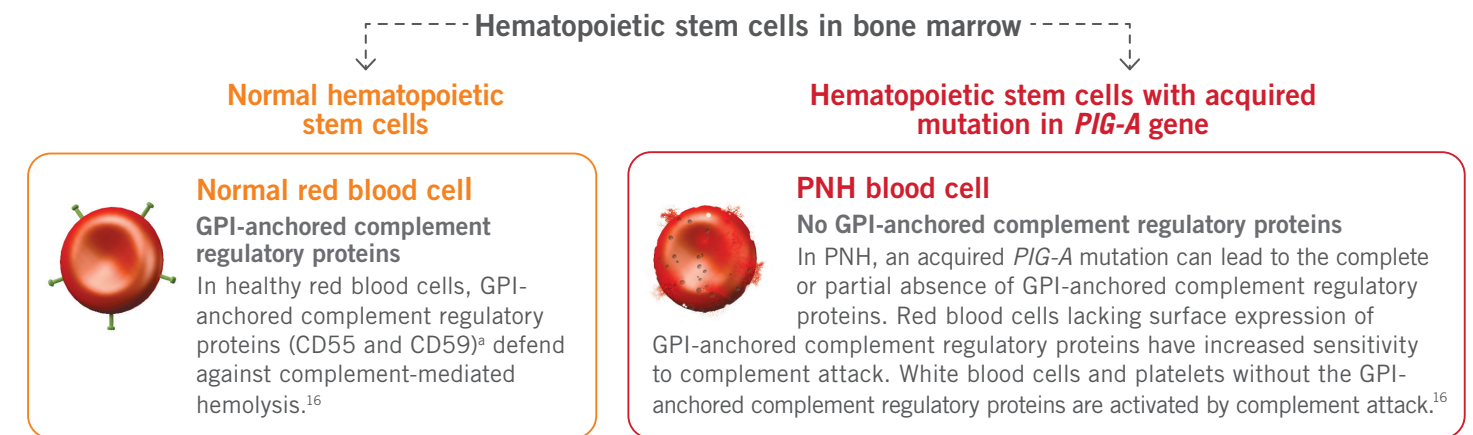 Hematopoietic stem cells in bone marrow
Normal hematopoietic
stem cells
Normal red blood cell
GPI-anchored complement
regulatory proteins
In healthy red blood cells, GPI-
anchored complement regulatory
proteins (CD55 and CD59)ᵃ defend
against complement-mediated
hemolysis.¹⁶
Hematopoietic stem cells with acquired
mutation in PIG-A gene
PNH blood cell
No GPI-anchored complement regulatory proteins
In PNH, an acquired PIG-A mutation can lead to the complete
or partial absence of GPI-anchored complement regulatory
proteins. Red blood cells lacking surface expression of
GPI-anchored complement regulatory proteins have increased sensitivity
to complement attack. White blood cells and platelets without the GPI-
anchored complement regulatory proteins are activated by complement attack.¹⁶